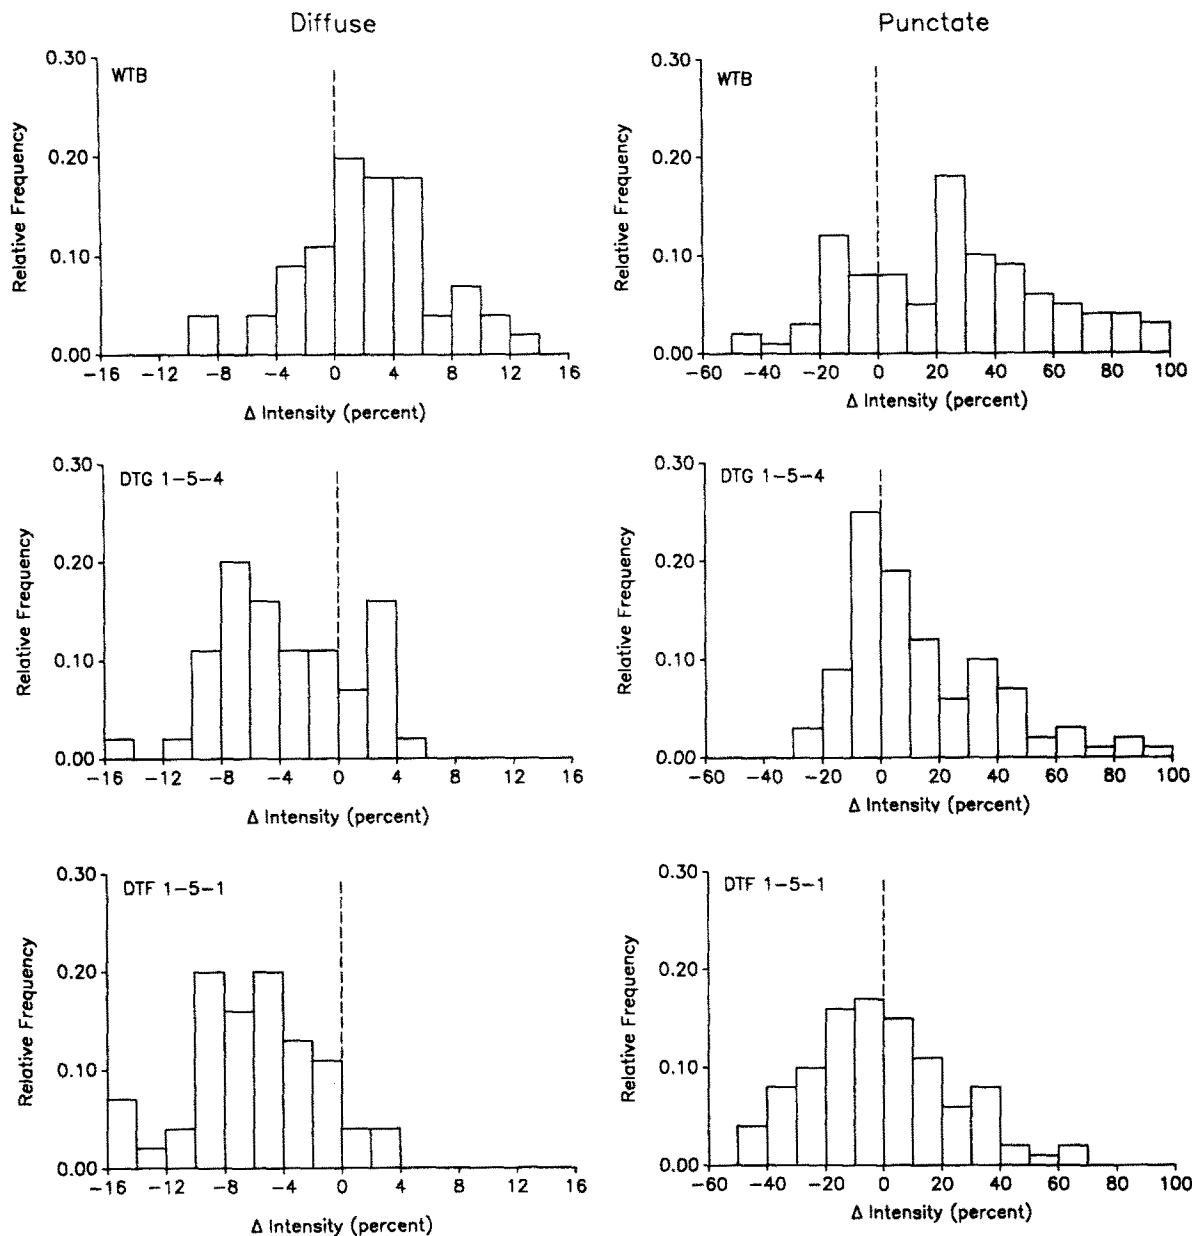 Diffuse
Punctate
0.30
0.20
0.10
0.00
Relative Frequency
WTB
-16 -12 -8 -4 0 4 8 12 16
Δ Intensity (percent)
0.30
0.20
0.10
0.00
Relative Frequency
WTB
-60 -40 -20 0 20 40 60 80 100
Δ Intensity (percent)
0.30
0.20
0.10
0.00
Relative Frequency
DTG 1-5-4
-16 -12 -8 -4 0 4 8 12 16
Δ Intensity (percent)
0.30
0.20
0.10
0.00
Relative Frequency
DTG 1-5-4
-60 -40 -20 0 20 40 60 80 100
Δ Intensity (percent)
0.30
0.20
0.10
0.00
Relative Frequency
DTF 1-5-1
-16 -12 -8 -4 0 4 8 12 16
Δ Intensity (percent)
0.30
0.20
0.10
0.00
Relative Frequency
DTF 1-5-1
-60 -40 -20 0 20 40 60 80 100
Δ Intensity (percent)